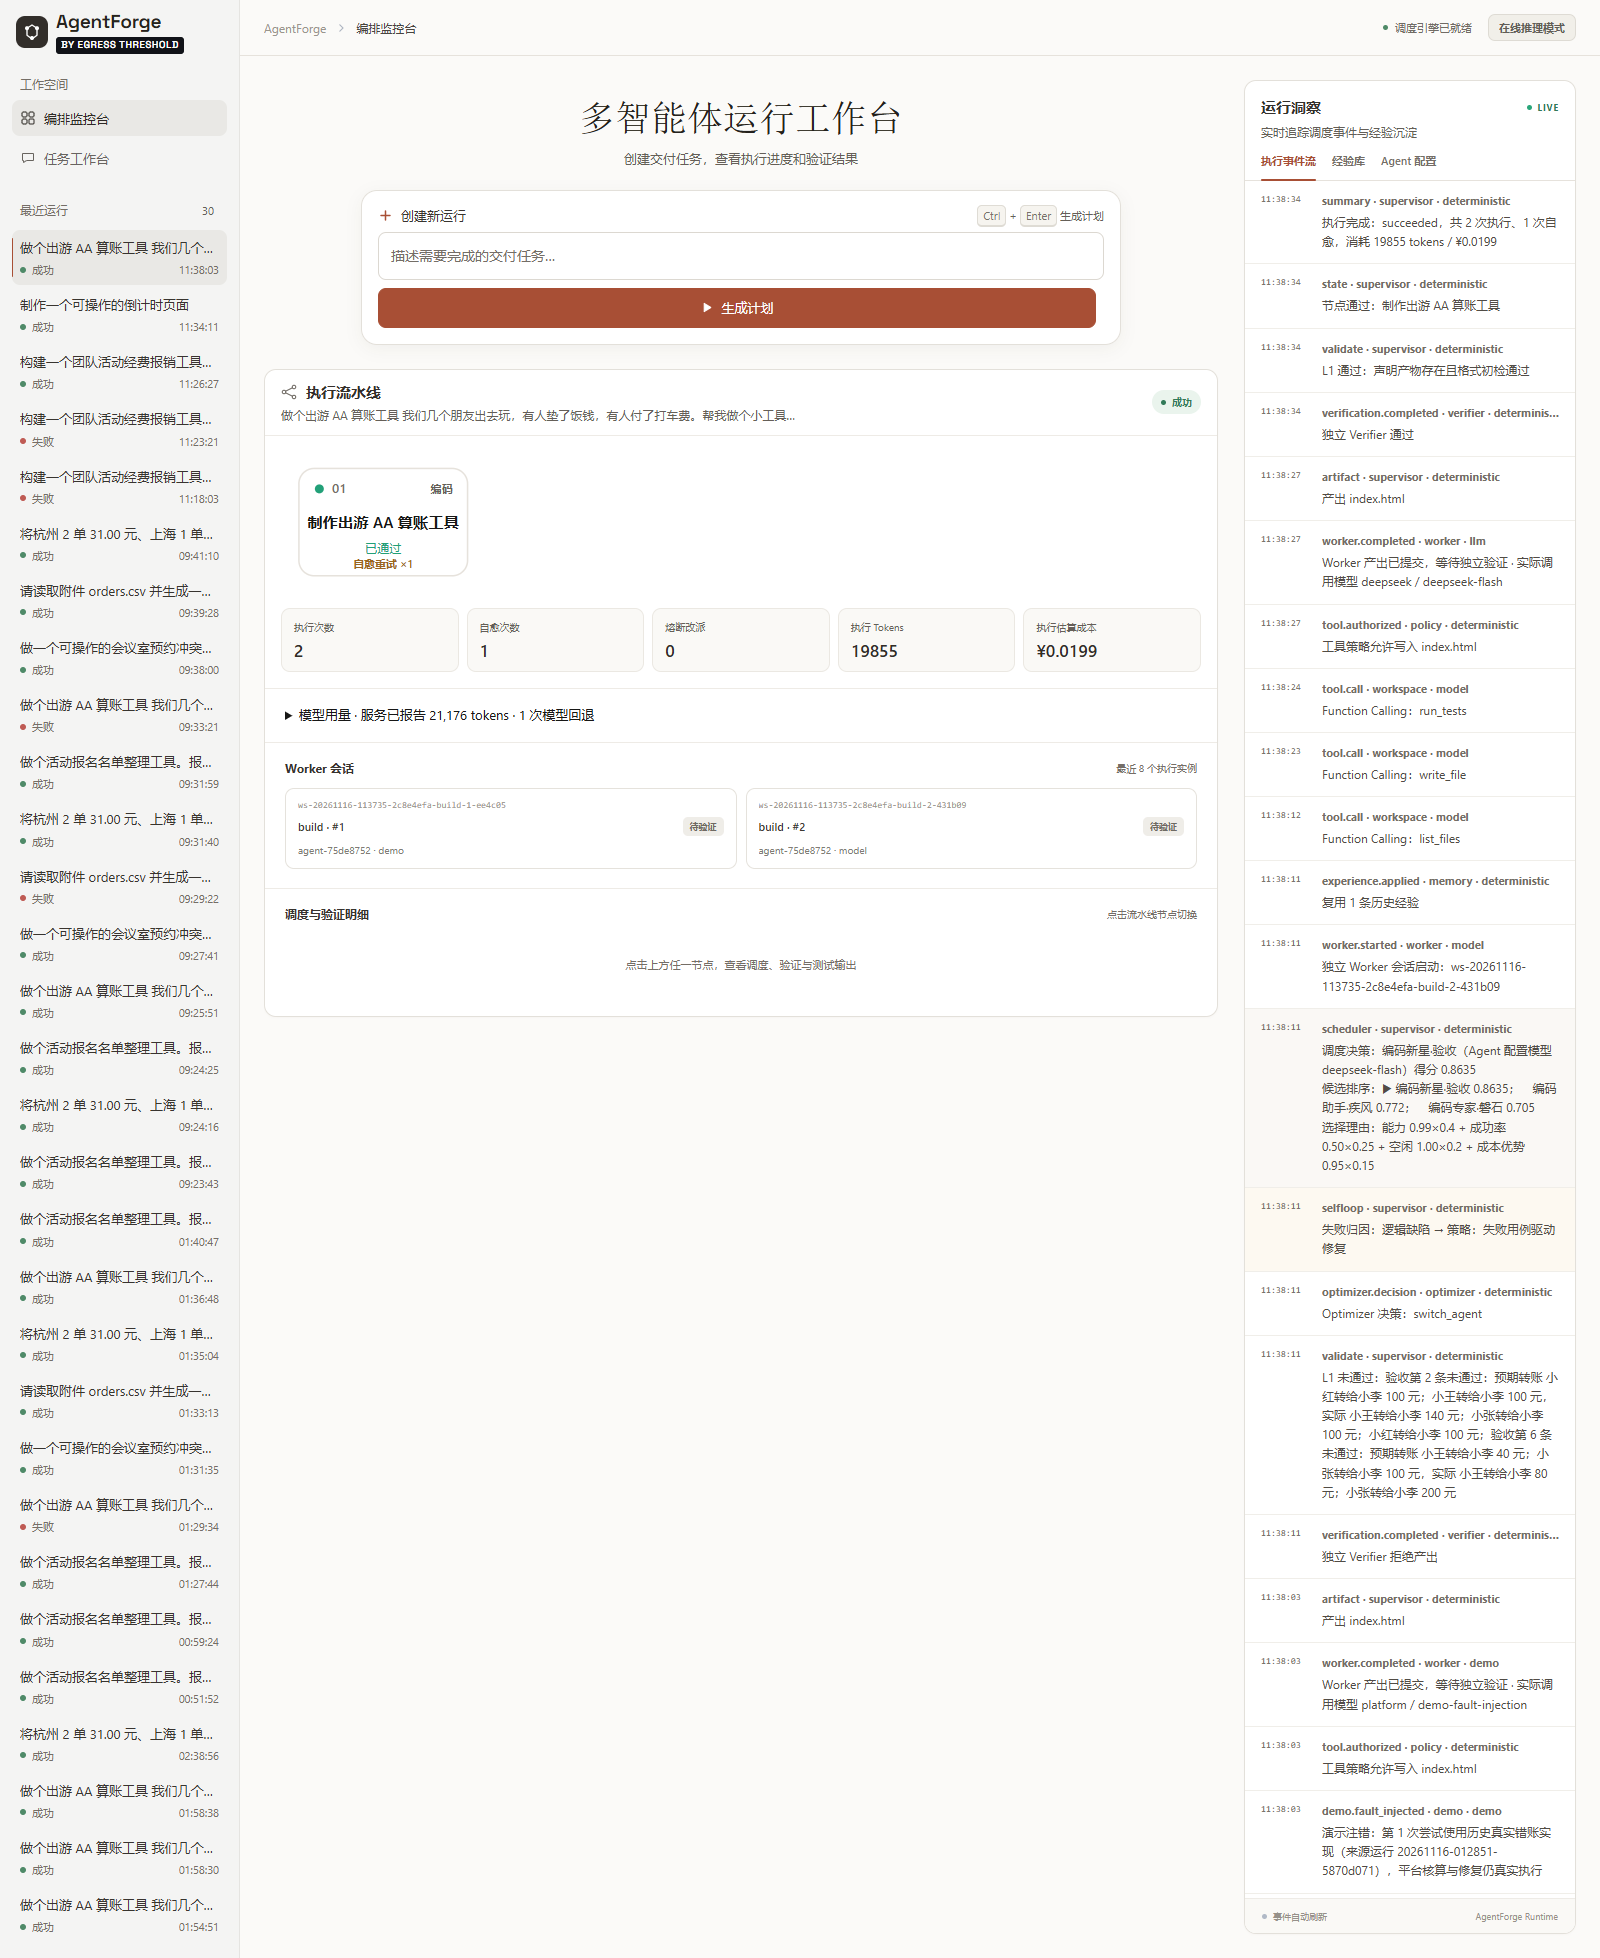 AgentForge
BY EGRESS THRESHOLD
工作空间
编排监控台
任务工作台
最近运行 30
做个出游 AA 算账工具 我们几个...
成功 11:38:03
制作一个可操作的倒计时页面
成功 11:34:11
构建一个团队活动经费报销工具...
成功 11:26:27
构建一个团队活动经费报销工具...
失败 11:23:21
构建一个团队活动经费报销工具...
失败 11:18:03
将杭州 2 单 31.00 元、上海 1 单...
成功 09:41:10
请读取附件 orders.csv 并生成一...
成功 09:39:28
做一个可操作的会议室预约冲突...
成功 09:38:00
做个出游 AA 算账工具 我们几个...
失败 09:33:21
做个活动报名名单整理工具。报...
成功 09:31:59
将杭州 2 单 31.00 元、上海 1 单...
成功 09:31:40
请读取附件 orders.csv 并生成一...
失败 09:29:22
做一个可操作的会议室预约冲突...
成功 09:27:41
做个出游 AA 算账工具 我们几个...
成功 09:25:51
做个活动报名名单整理工具。报...
成功 09:24:25
将杭州 2 单 31.00 元、上海 1 单...
成功 09:24:16
做个活动报名名单整理工具。报...
成功 09:23:43
做个活动报名名单整理工具。报...
成功 01:40:47
做个出游 AA 算账工具 我们几个...
成功 01:36:48
将杭州 2 单 31.00 元、上海 1 单...
成功 01:35:04
请读取附件 orders.csv 并生成一...
成功 01:33:13
做一个可操作的会议室预约冲突...
成功 01:31:35
做个出游 AA 算账工具 我们几个...
失败 01:29:34
做个活动报名名单整理工具。报...
成功 01:27:44
做个活动报名名单整理工具。报...
成功 00:59:24
做个活动报名名单整理工具。报...
成功 00:51:52
将杭州 2 单 31.00 元、上海 1 单...
成功 02:38:56
做个出游 AA 算账工具 我们几个...
成功 01:58:38
做个出游 AA 算账工具 我们几个...
成功 01:58:30
做个出游 AA 算账工具 我们几个...
成功 01:54:51
AgentForge > 编排监控台
调度引擎已就绪 在线推理模式
多智能体运行工作台
创建交付任务，查看执行进度和验证结果
+ 创建新运行 Ctrl + Enter 生成计划
描述需要完成的交付任务...
▶ 生成计划
执行流水线
做个出游 AA 算账工具 我们几个朋友出去玩，有人垫了饭钱，有人付了打车费。帮我做个小工具...
成功
01 编码
制作出游 AA 算账工具
已通过
自愈重试 ×1
执行次数
2
自愈次数
1
熔断改派
0
执行 Tokens
19855
执行估算成本
¥0.0199
▶ 模型用量 · 服务已报告 21,176 tokens · 1 次模型回退
Worker 会话 最近 8 个执行实例
ws-20261116-113735-2c8e4efa-build-1-ee4c05
build · #1 待验证
agent-75de8752 · demo
ws-20261116-113735-2c8e4efa-build-2-431b09
build · #2 待验证
agent-75de8752 · model
调度与验证明细 点击流水线节点切换
点击上方任一节点，查看调度、验证与测试输出
运行洞察 LIVE
实时追踪调度事件与经验沉淀
执行事件流 经验库 Agent 配置
11:38:34 summary · supervisor · deterministic
执行完成：succeeded，共 2 次执行、1 次自
愈，消耗 19855 tokens / ¥0.0199
11:38:34 state · supervisor · deterministic
节点通过：制作出游 AA 算账工具
11:38:34 validate · supervisor · deterministic
L1 通过：声明产物存在且格式初检通过
11:38:34 verification.completed · verifier · determinis...
独立 Verifier 通过
11:38:27 artifact · supervisor · deterministic
产出 index.html
11:38:27 worker.completed · worker · llm
Worker 产出已提交，等待独立验证 · 实际调
用模型 deepseek / deepseek-flash
11:38:27 tool.authorized · policy · deterministic
工具策略允许写入 index.html
11:38:24 tool.call · workspace · model
Function Calling：run_tests
11:38:23 tool.call · workspace · model
Function Calling：write_file
11:38:12 tool.call · workspace · model
Function Calling：list_files
11:38:11 experience.applied · memory · deterministic
复用 1 条历史经验
11:38:11 worker.started · worker · model
独立 Worker 会话启动：ws-20261116-
113735-2c8e4efa-build-2-431b09
11:38:11 scheduler · supervisor · deterministic
调度决策：编码新星·验收（Agent 配置模型
deepseek-flash）得分 0.8635
候选排序：▶ 编码新星·验收 0.8635； 编码
助手·疾风 0.772； 编码专家·磐石 0.705
选择理由：能力 0.99×0.4 + 成功率
0.50×0.25 + 空闲 1.00×0.2 + 成本优势
0.95×0.15
11:38:11 selfloop · supervisor · deterministic
失败归因：逻辑缺陷 → 策略：失败用例驱动
修复
11:38:11 optimizer.decision · optimizer · deterministic
Optimizer 决策：switch_agent
11:38:11 validate · supervisor · deterministic
L1 未通过：验收第 2 条未通过：预期转账 小
红转给小李 100 元；小王转给小李 100 元，
实际 小王转给小李 140 元；小张转给小李
100 元；小红转给小李 100 元；验收第 6 条
未通过：预期转账 小王转给小李 40 元；小
张转给小李 100 元，实际 小王转给小李 80
元；小张转给小李 200 元
11:38:11 verification.completed · verifier · determinis...
独立 Verifier 拒绝产出
11:38:03 artifact · supervisor · deterministic
产出 index.html
11:38:03 worker.completed · worker · demo
Worker 产出已提交，等待独立验证 · 实际调
用模型 platform / demo-fault-injection
11:38:03 tool.authorized · policy · deterministic
工具策略允许写入 index.html
11:38:03 demo.fault_injected · demo · demo
演示注错：第 1 次尝试使用历史真实错账实
现（来源运行 20261116-012851-
5870d071），平台核算与修复仍真实执行
事件自动刷新 AgentForge Runtime